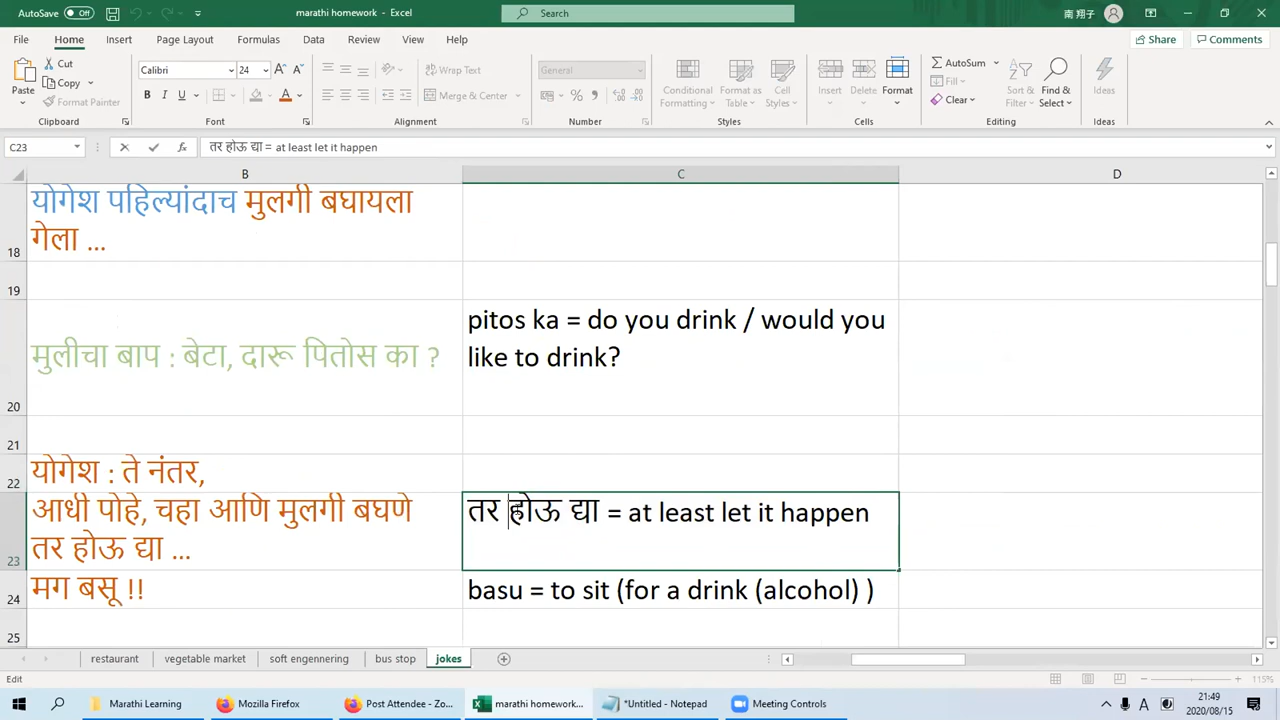 AutoSave Off
marathi homework - Excel
Search
南 翔子
File Home Insert Page Layout Formulas Data Review View Help
Share Comments
Paste
Cut
Copy
Format Painter
Clipboard
Calibri 24
B I U
Font
Wrap Text
Merge & Center
Alignment
General
Number
Conditional Formatting
Format as Table
Cell Styles
Styles
Insert Delete Format
Cells
AutoSum
Fill
Clear
Sort & Filter
Find & Select
Editing
Ideas
Ideas
C23
तर होऊ द्या = at least let it happen
B C D
योगेश पहिल्यांदाच मुलगी बघायला
गेला ...
18
19
pitos ka = do you drink / would you
like to drink?
मुलीचा बाप : बेटा, दारू पितोस का ?
20
21
योगेश : ते नंतर,
22
आधी पोहे, चहा आणि मुलगी बघणे
तर होऊ द्या ...
23
तर होऊ द्या = at least let it happen
मग बसू !!
24
basu = to sit (for a drink (alcohol) )
25
restaurant vegetable market soft engennering bus stop jokes
Edit
115%
Marathi Learning
Mozilla Firefox
Post Attendee - Zo...
marathi homework...
*Untitled - Notepad
Meeting Controls
A
21:49
2020/08/15